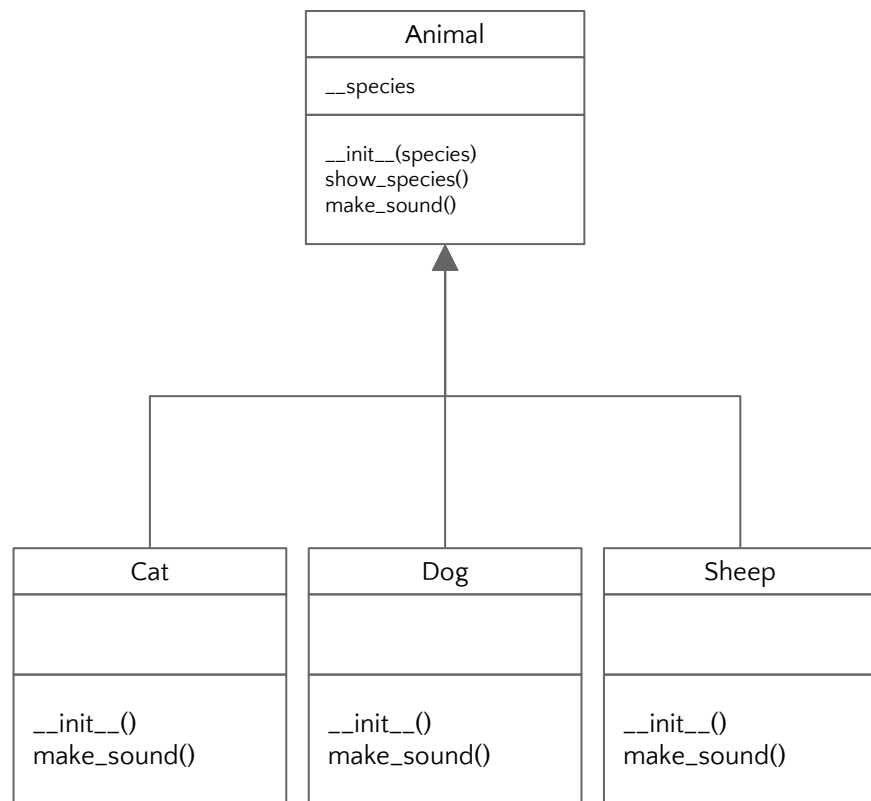 Animal
__species
__init__(species)
show_species()
make_sound()
Cat
__init__()
make_sound()
Dog
__init__()
make_sound()
Sheep
__init__()
make_sound()